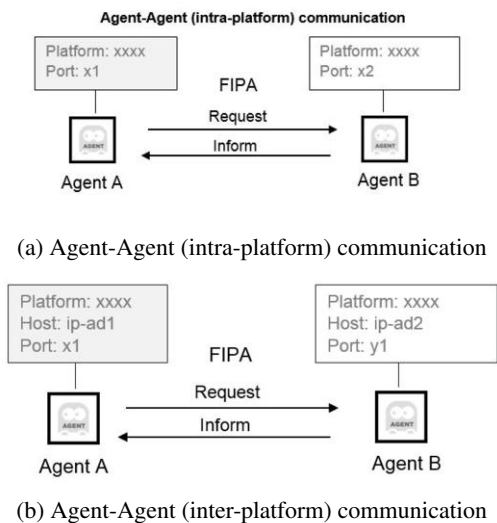 Agent-Agent (intra-platform) communication
Platform: xxxx
Port: x1
Platform: xxxx
Port: x2
FIPA
Request
Inform
AGENT
AGENT
Agent A
Agent B
(a) Agent-Agent (intra-platform) communication
Platform: xxxx
Host: ip-ad1
Port: x1
Platform: xxxx
Host: ip-ad2
Port: y1
FIPA
Request
Inform
AGENT
AGENT
Agent A
Agent B
(b) Agent-Agent (inter-platform) communication